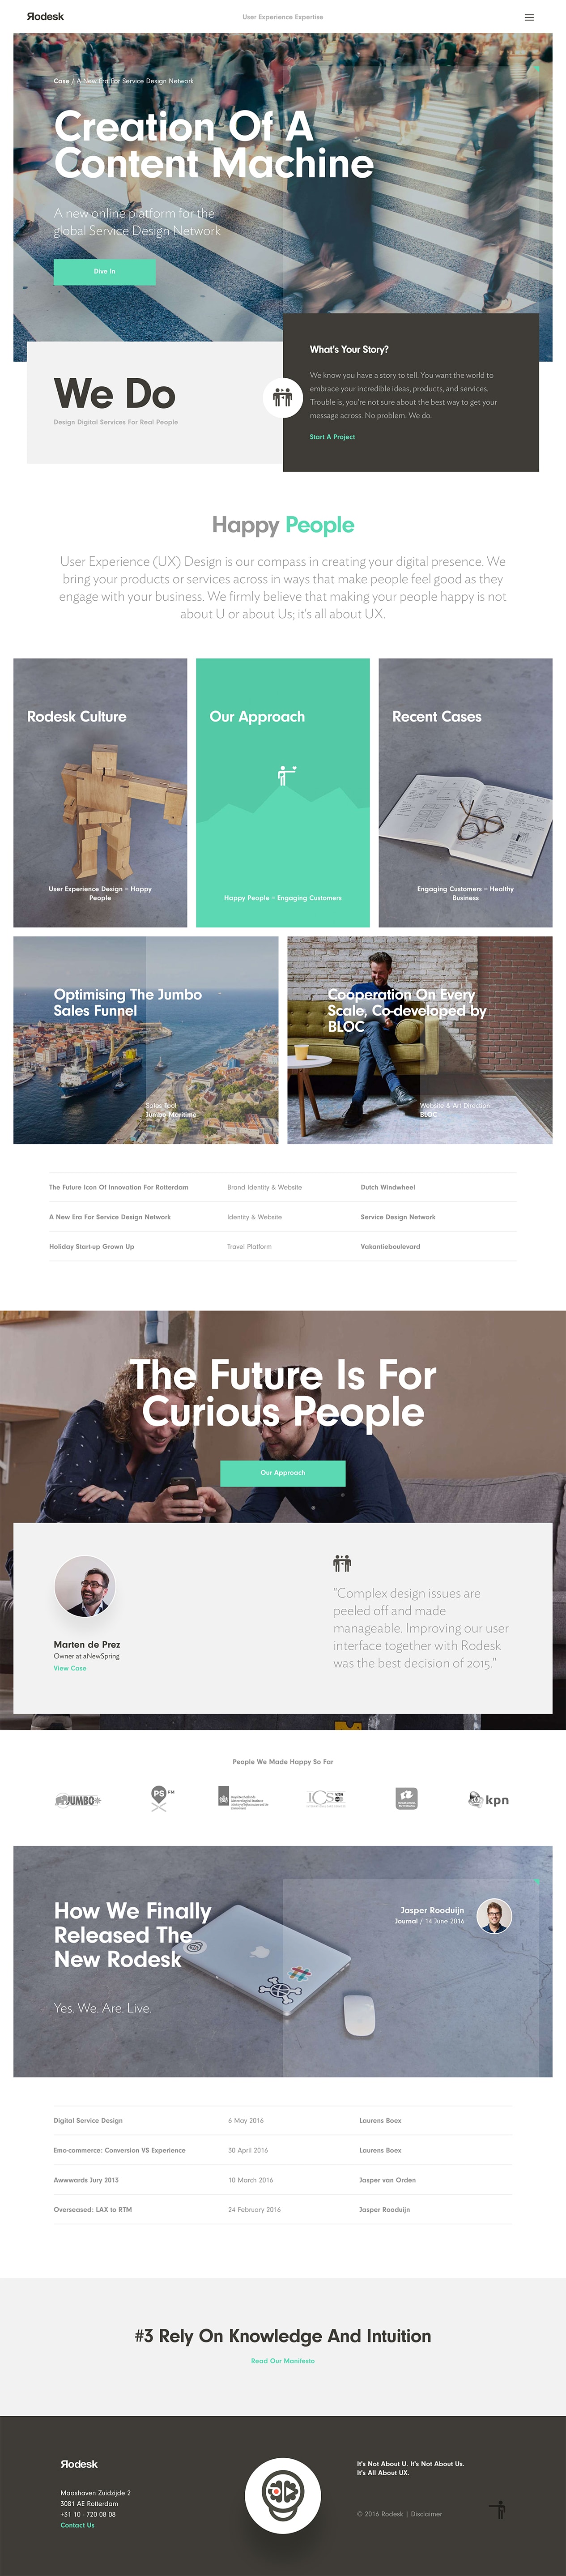 Rodesk
User Experience Expertise
Case / A New Era For Service Design Network
Creation Of A
Content Machine
A new online platform for the
global Service Design Network
Dive In
We Do
Design Digital Services For Real People
What's Your Story?
We know you have a story to tell. You want the world to
embrace your incredible ideas, products, and services.
Trouble is, you're not sure about the best way to get your
message across. No problem. We do.
Start A Project
Happy People
User Experience (UX) Design is our compass in creating your digital presence. We
bring your products or services across in ways that make people feel good as they
engage with your business. We firmly believe that making your people happy is not
about U or about Us; it's all about UX.
Rodesk Culture
User Experience Design = Happy
People
Our Approach
Happy People = Engaging Customers
Recent Cases
Engaging Customers = Healthy
Business
Optimising The Jumbo
Sales Funnel
Sales Tool
Jumbo Maritime
Cooperation On Every
Scale, Co-developed by
BLOC
Website & Art Direction
BLOC
The Future Icon Of Innovation For Rotterdam Brand Identity & Website Dutch Windwheel
A New Era For Service Design Network Identity & Website Service Design Network
Holiday Start-up Grown Up Travel Platform Vakantieboulevard
The Future Is For
Curious People
Our Approach
Marten de Prez
Owner at aNewSpring
View Case
"Complex design issues are
peeled off and made
manageable. Improving our user
interface together with Rodesk
was the best decision of 2015."
People We Made Happy So Far
JUMBO
PS FM
ICS
kpn
How We Finally
Released The
New Rodesk
Yes. We. Are. Live.
Jasper Rooduijn
Journal / 14 June 2016
Digital Service Design 6 May 2016 Laurens Boex
Emo-commerce: Conversion VS Experience 30 April 2016 Laurens Boex
Awwwards Jury 2015 10 March 2016 Jasper van Orden
Overseased: LAX to RTM 24 February 2016 Jasper Rooduijn
#3 Rely On Knowledge And Intuition
Read Our Manifesto
Rodesk
Maashaven Zuidzijde 2
3081 AE Rotterdam
+31 10 - 720 08 08
Contact Us
It's Not About U. It's Not About Us.
It's All About UX.
© 2016 Rodesk | Disclaimer